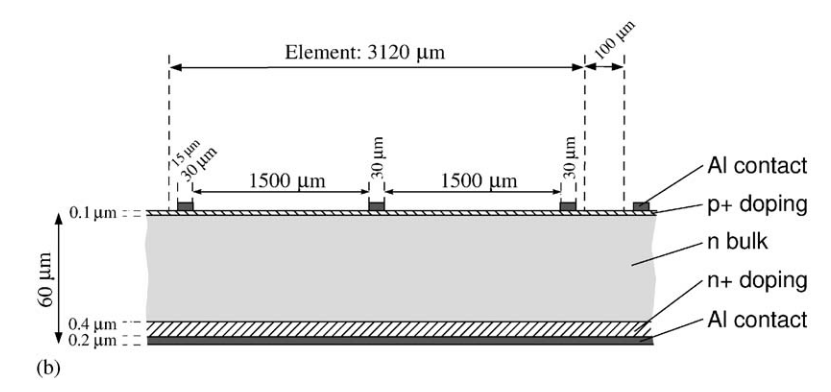 Element: 3120 µm
100 µm
15 µm
30 µm
1500 µm
30 µm
1500 µm
30 µm
Al contact
0.1 µm
p+ doping
n bulk
60 µm
n+ doping
0.4 µm
Al contact
0.2 µm
(b)